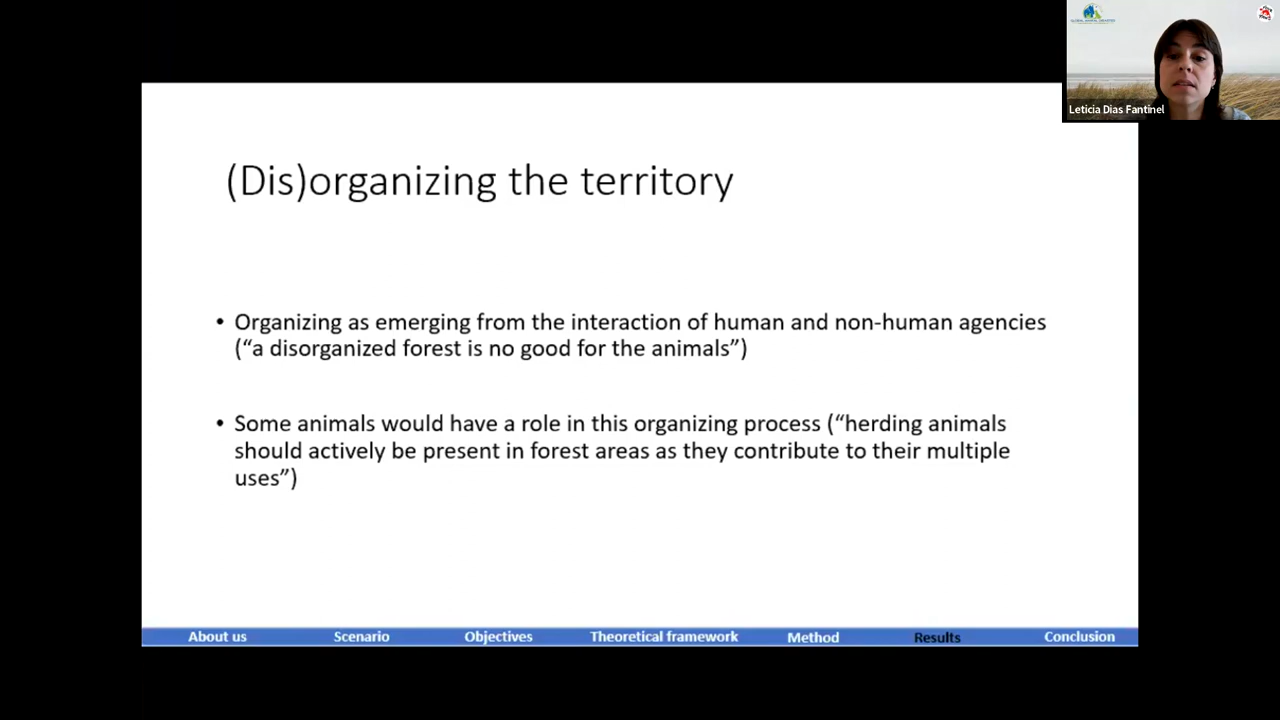 Leticia Dias Fantinel
(Dis)organizing the territory
• Organizing as emerging from the interaction of human and non-human agencies
(“a disorganized forest is no good for the animals”)
• Some animals would have a role in this organizing process (“herding animals
should actively be present in forest areas as they contribute to their multiple
uses”)
About us Scenario Objectives Theoretical framework Method Results Conclusion